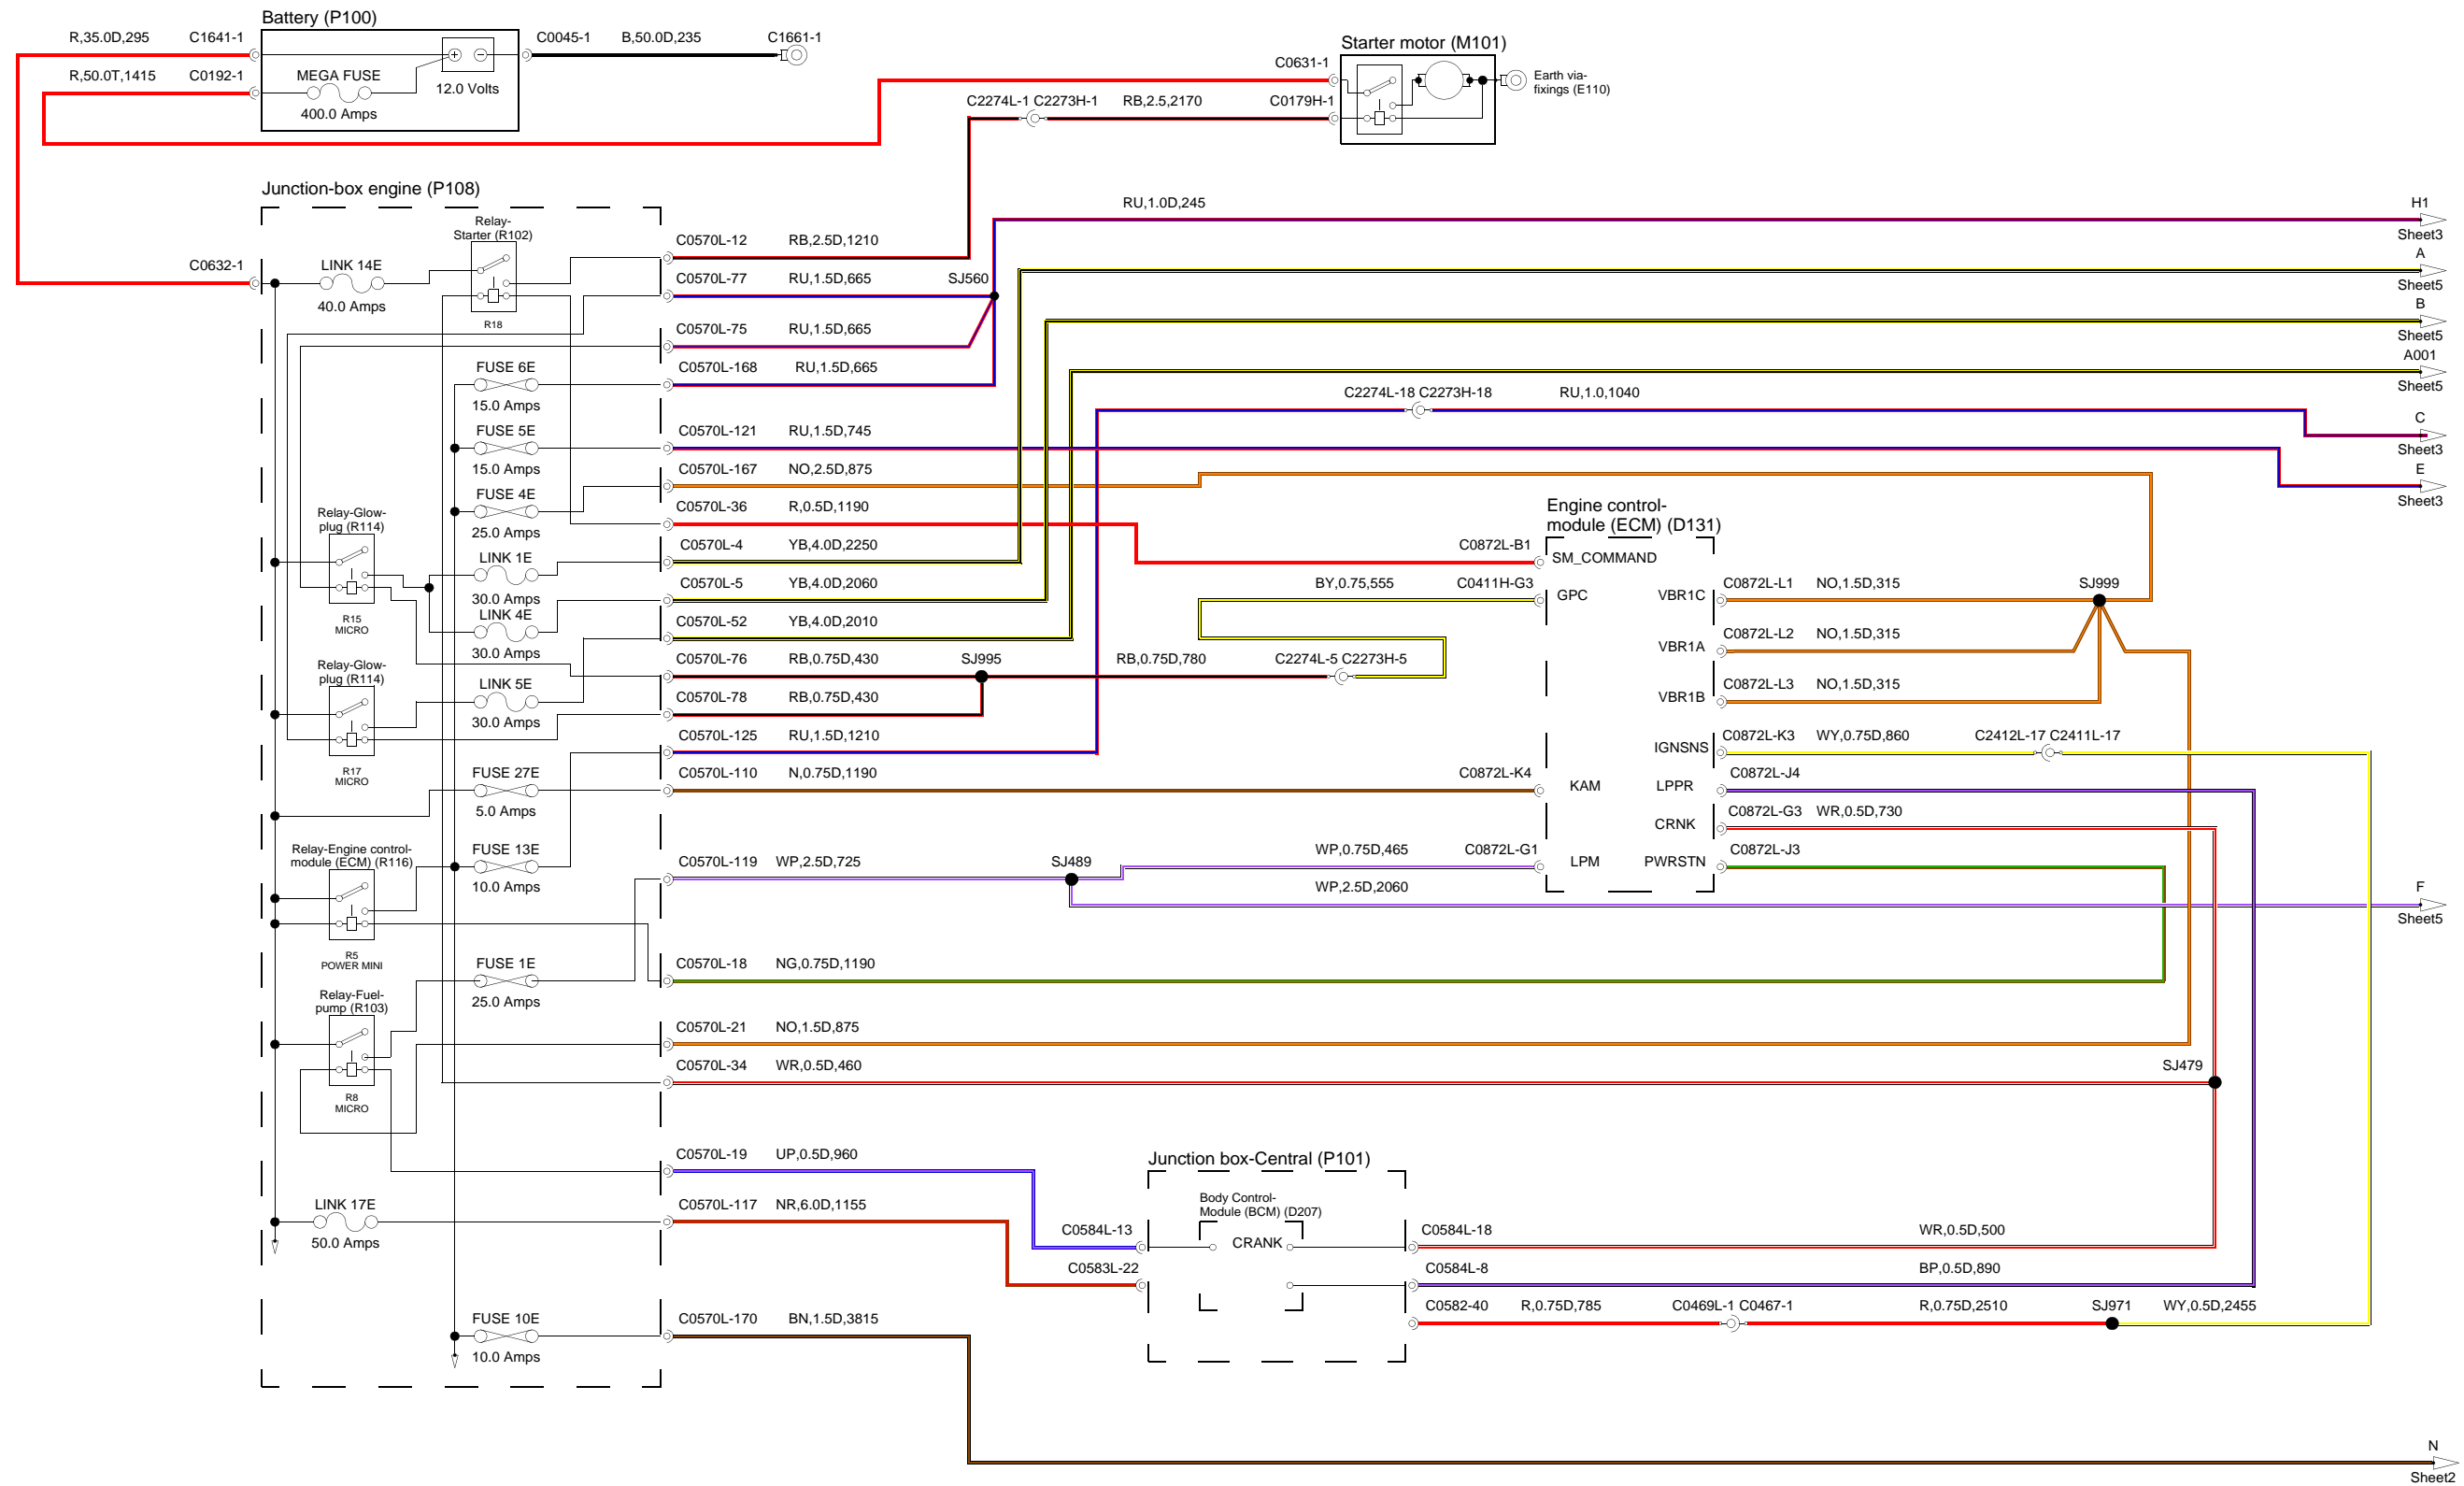 Battery (P100)
R,35.0D,295
C1641-1
R,50.0T,1415
C0192-1
MEGA FUSE
400.0 Amps
12.0 Volts
C0045-1
B,50.0D,235
C1661-1
Starter motor (M101)
C0631-1
C2274L-1 C2273H-1
RB,2.5,2170
C0179H-1
Earth via-
fixings (E110)
Junction-box engine (P108)
C0632-1
LINK 14E
40.0 Amps
Relay-
Starter (R102)
R18
C0570L-12
RB,2.5D,1210
C0570L-77
RU,1.5D,665
SJ560
RU,1.0D,245
H1
Sheet3
A
Sheet5
B
Sheet5
A001
Sheet5
C0570L-75
RU,1.5D,665
FUSE 6E
15.0 Amps
C0570L-168
RU,1.5D,665
C2274L-18 C2273H-18
RU,1.0,1040
C
Sheet3
E
Sheet3
FUSE 5E
15.0 Amps
C0570L-121
RU,1.5D,745
C0570L-167
NO,2.5D,875
FUSE 4E
25.0 Amps
C0570L-36
R,0.5D,1190
Relay-Glow-
plug (R114)
R15
MICRO
LINK 1E
30.0 Amps
C0570L-4
YB,4.0D,2250
C0570L-5
YB,4.0D,2060
LINK 4E
30.0 Amps
C0570L-52
YB,4.0D,2010
Engine control-
module (ECM) (D131)
C0872L-B1
SM_COMMAND
BY,0.75,555
C0411H-G3
GPC
VBR1C
C0872L-L1
NO,1.5D,315
SJ999
VBR1A
C0872L-L2
NO,1.5D,315
VBR1B
C0872L-L3
NO,1.5D,315
C0570L-76
RB,0.75D,430
SJ995
RB,0.75D,780
C2274L-5 C2273H-5
Relay-Glow-
plug (R114)
R17
MICRO
LINK 5E
30.0 Amps
C0570L-78
RB,0.75D,430
C0570L-125
RU,1.5D,1210
IGNSNS
C0872L-K3
WY,0.75D,860
C2412L-17 C2411L-17
FUSE 27E
5.0 Amps
C0570L-110
N,0.75D,1190
C0872L-K4
KAM
LPPR
C0872L-J4
CRNK
C0872L-G3
WR,0.5D,730
Relay-Engine control-
module (ECM) (R116)
R5
POWER MINI
FUSE 13E
10.0 Amps
C0570L-119
WP,2.5D,725
SJ489
WP,0.75D,465
C0872L-G1
LPM
PWRSTN
C0872L-J3
WP,2.5D,2060
F
Sheet5
FUSE 1E
25.0 Amps
C0570L-18
NG,0.75D,1190
Relay-Fuel-
pump (R103)
R8
MICRO
C0570L-21
NO,1.5D,875
C0570L-34
WR,0.5D,460
SJ479
C0570L-19
UP,0.5D,960
Junction box-Central (P101)
Body Control-
Module (BCM) (D207)
LINK 17E
50.0 Amps
C0570L-117
NR,6.0D,1155
C0584L-13
CRANK
C0584L-18
WR,0.5D,500
C0583L-22
C0584L-8
BP,0.5D,890
C0582-40
R,0.75D,785
C0469L-1 C0467-1
R,0.75D,2510
SJ971
WY,0.5D,2455
FUSE 10E
10.0 Amps
C0570L-170
BN,1.5D,3815
N
Sheet2